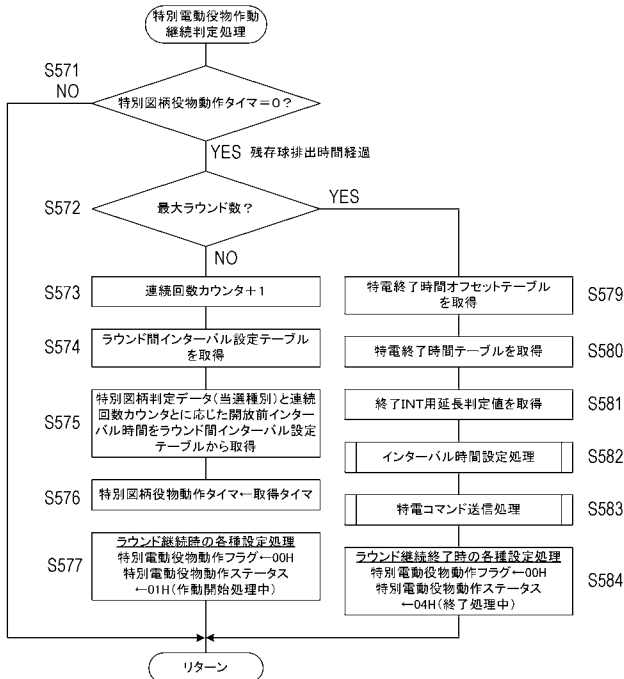 特別電動役物作動
継続判定処理
S571
NO
特別図柄役物動作タイマ=0?
YES 残存球排出時間経過
S572
最大ラウンド数?
YES
NO
S573
連続回数カウンタ+1
S574
ラウンド間インターバル設定テーブル
を取得
S575
特別図柄判定データ(当選種別)と連続
回数カウンタとに応じた開放前インター
バル時間をラウンド間インターバル設定
テーブルから取得
S576
特別図柄役物動作タイマ←取得タイマ
S577
ラウンド継続時の各種設定処理
特別電動役物動作フラグ←00H
特別電動役物動作ステータス
←01H(作動開始処理中)
特電終了時間オフセットテーブル
を取得
S579
特電終了時間テーブルを取得
S580
終了INT用延長判定値を取得
S581
インターバル時間設定処理
S582
特電コマンド送信処理
S583
ラウンド継続終了時の各種設定処理
特別電動役物動作フラグ←00H
特別電動役物動作ステータス
←04H(終了処理中)
S584
リターン